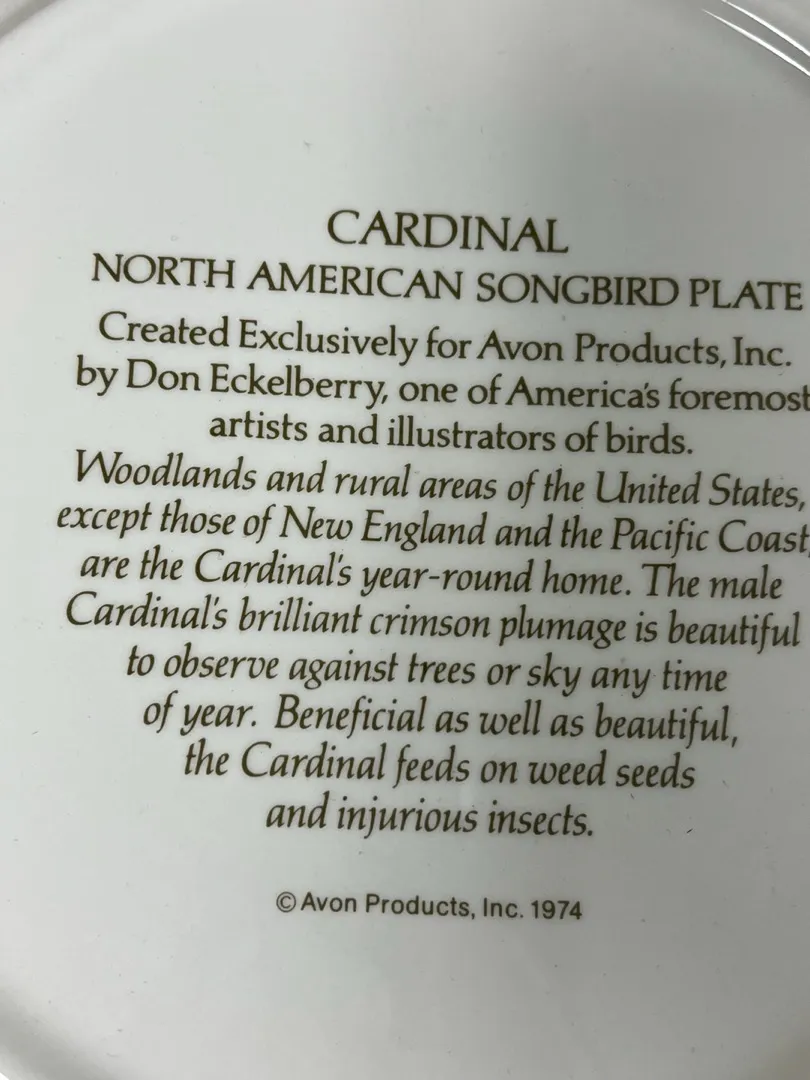 CARDINAL
NORTH AMERICAN SONGBIRD PLATE
Created Exclusively for Avon Products, Inc.
by Don Eckelberry, one of America's foremost
artists and illustrators of birds.
Woodlands and rural areas of the United States,
except those of New England and the Pacific Coast,
are the Cardinal's year-round home. The male
Cardinal's brilliant crimson plumage is beautiful
to observe against trees or sky any time
of year. Beneficial as well as beautiful,
the Cardinal feeds on weed seeds
and injurious insects.
© Avon Products, Inc. 1974